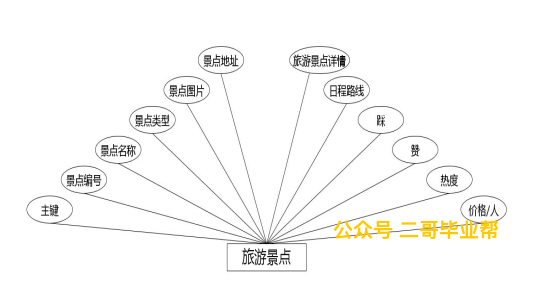 景点地址
旅游景点详情
景点图片
日程路线
景点类型
踩
景点名称
赞
景点编号
热度
主键
价格/人
公众号 二哥毕业帮
旅游景点